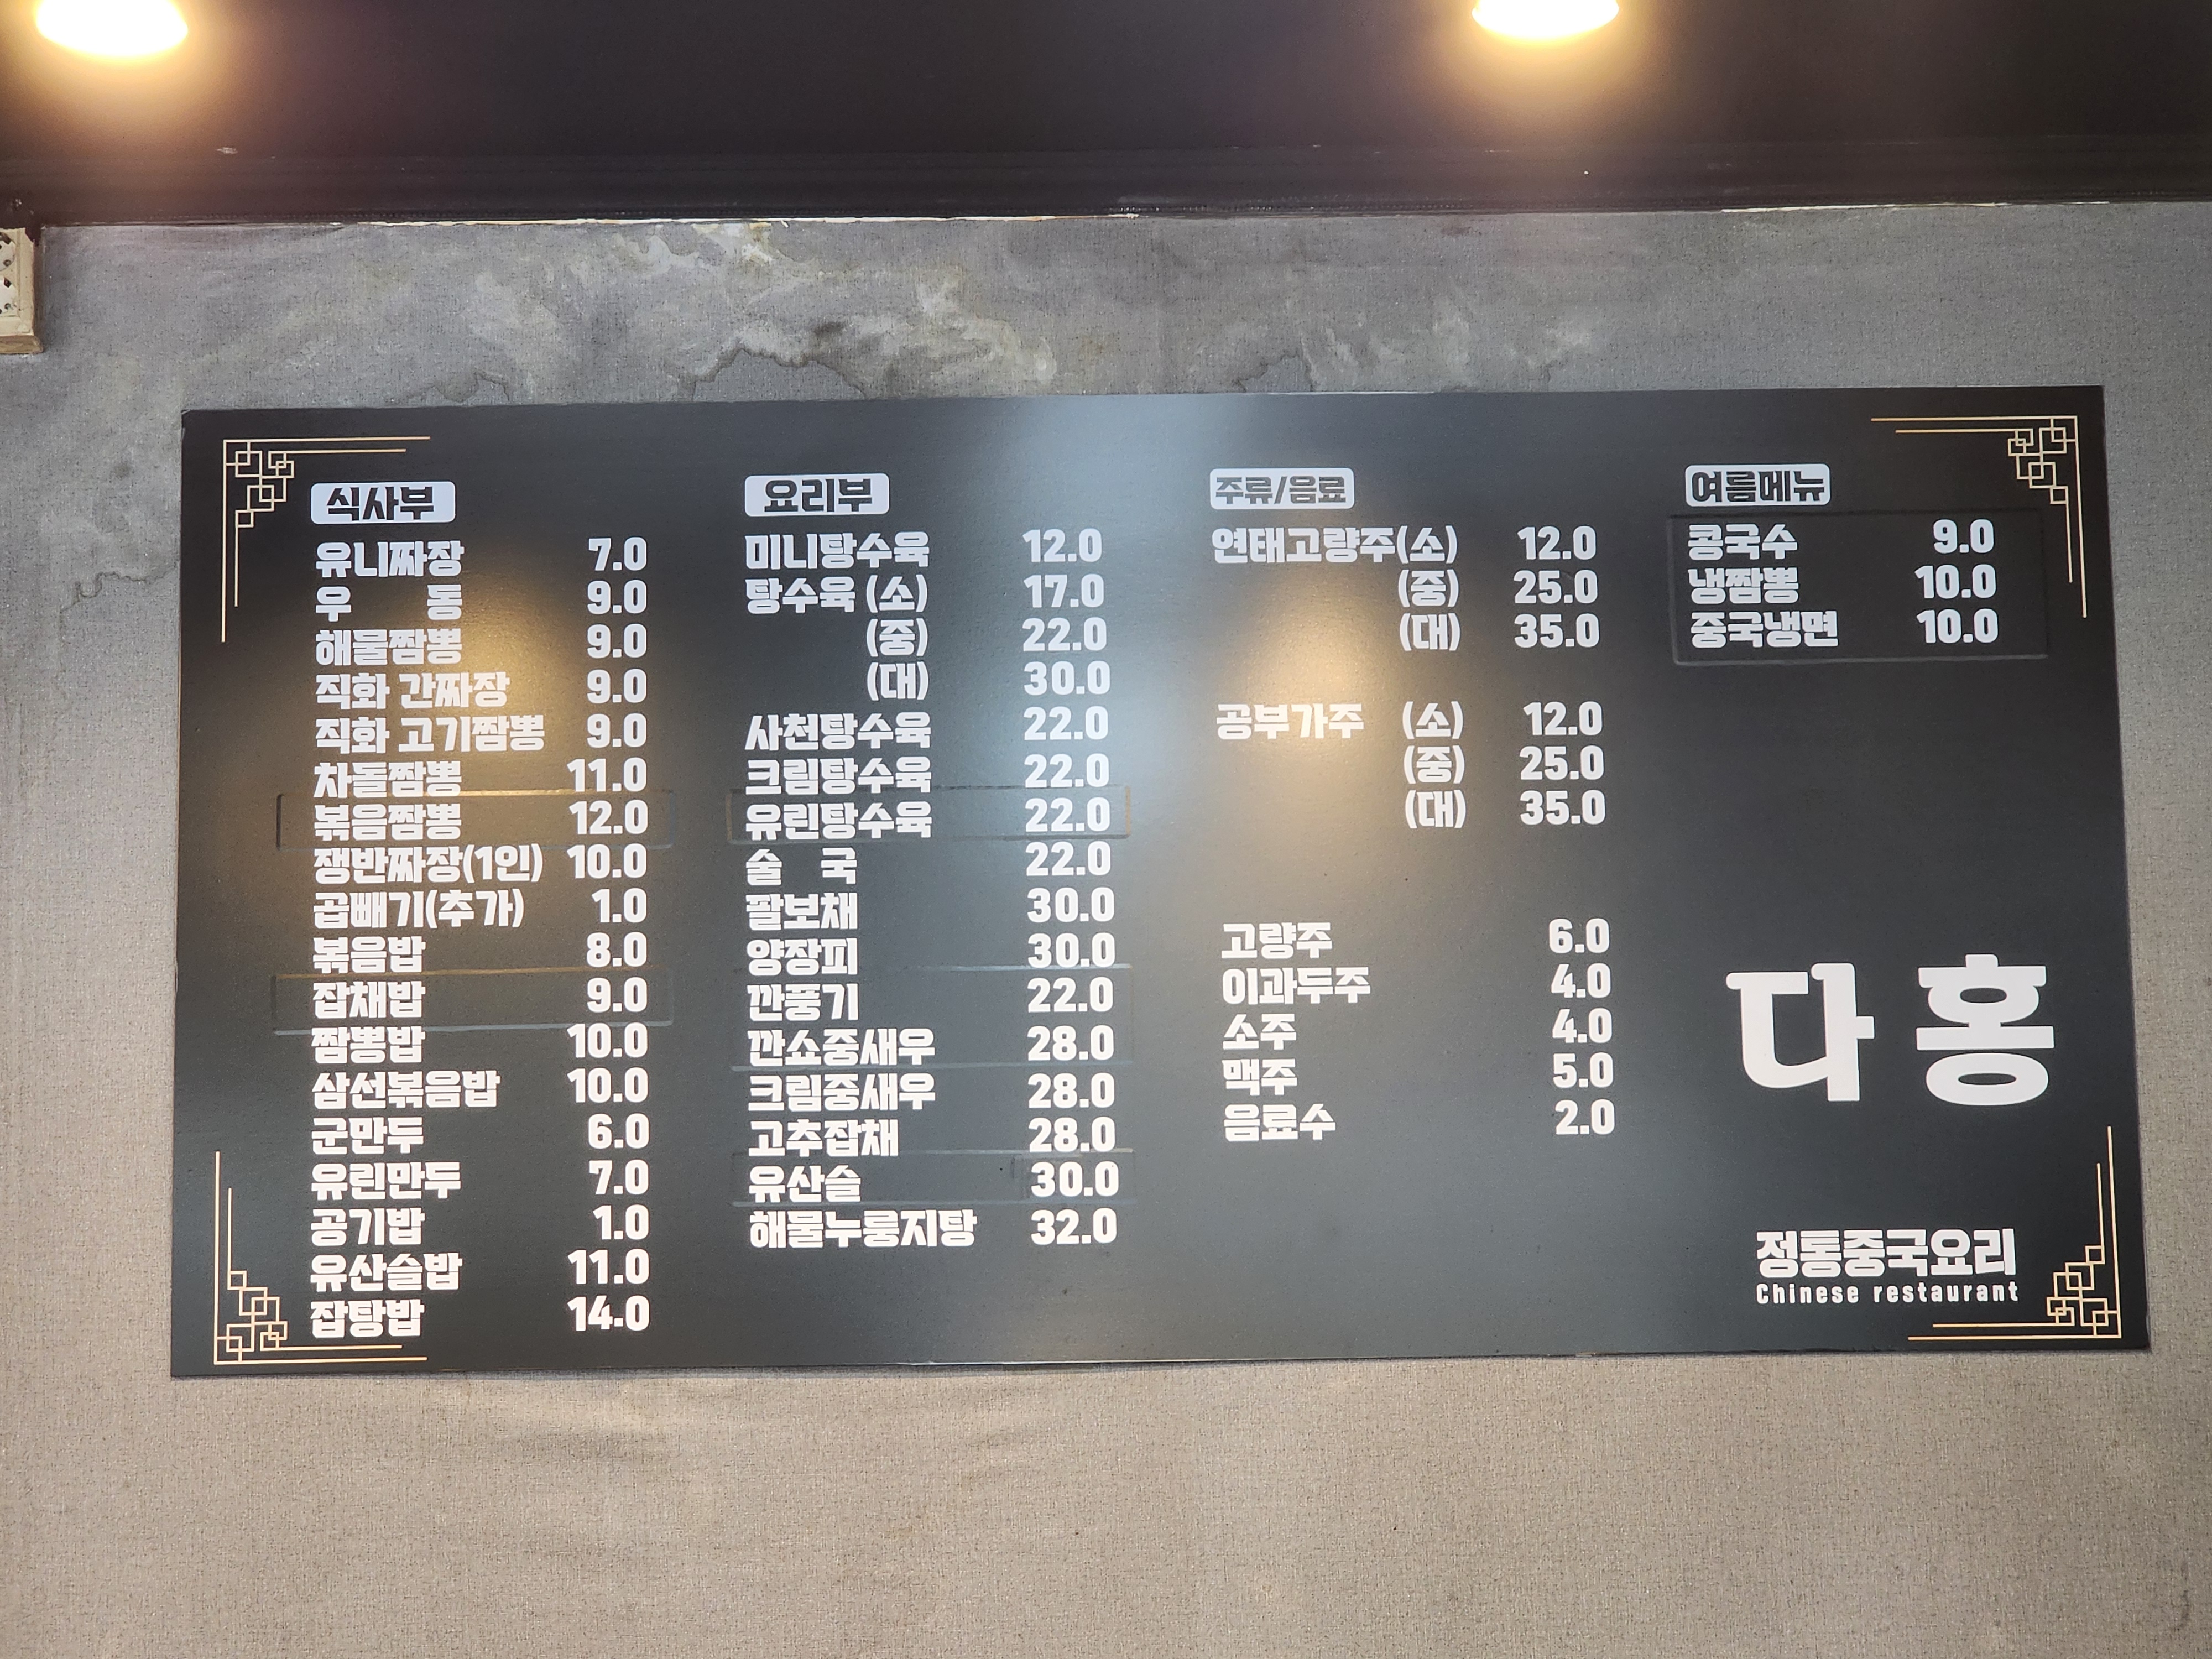 식사부
유니짜장 7.0
우 동 9.0
해물짬뽕 9.0
직화 간짜장 9.0
직화 고기짬뽕 9.0
차돌짬뽕 11.0
볶음짬뽕 12.0
쟁반짜장(1인) 10.0
곱빼기(추가) 1.0
볶음밥 8.0
잡채밥 9.0
짬뽕밥 10.0
삼선볶음밥 10.0
군만두 6.0
유린만두 7.0
공기밥 1.0
유산슬밥 11.0
잡탕밥 14.0
요리부
미니탕수육 12.0
탕수육 (소) 17.0
(중) 22.0
(대) 30.0
사천탕수육 22.0
크림탕수육 22.0
유린탕수육 22.0
술 국 22.0
팔보채 30.0
양장피 30.0
깐풍기 22.0
깐쇼중새우 28.0
크림중새우 28.0
고추잡채 28.0
유산슬 30.0
해물누룽지탕 32.0
주류/음료
연태고량주(소) 12.0
(중) 25.0
(대) 35.0
공부가주 (소) 12.0
(중) 25.0
(대) 35.0
고량주 6.0
이과두주 4.0
소주 4.0
맥주 5.0
음료수 2.0
여름메뉴
콩국수 9.0
냉짬뽕 10.0
중국냉면 10.0
다홍
정통중국요리
Chinese restaurant